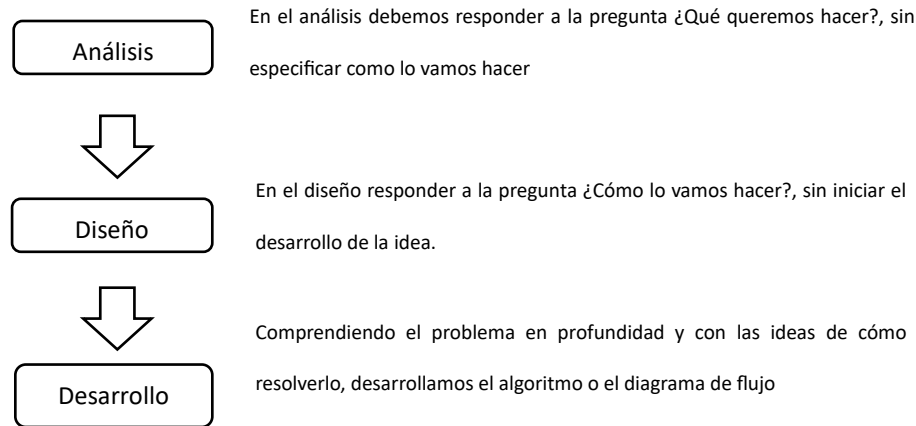 En el análisis debemos responder a la pregunta ¿Qué queremos hacer?, sin
Análisis
especificar como lo vamos hacer
En el diseño responder a la pregunta ¿Cómo lo vamos hacer?, sin iniciar el
Diseño
desarrollo de la idea.
Comprendiendo el problema en profundidad y con las ideas de cómo
Desarrollo
resolverlo, desarrollamos el algoritmo o el diagrama de flujo